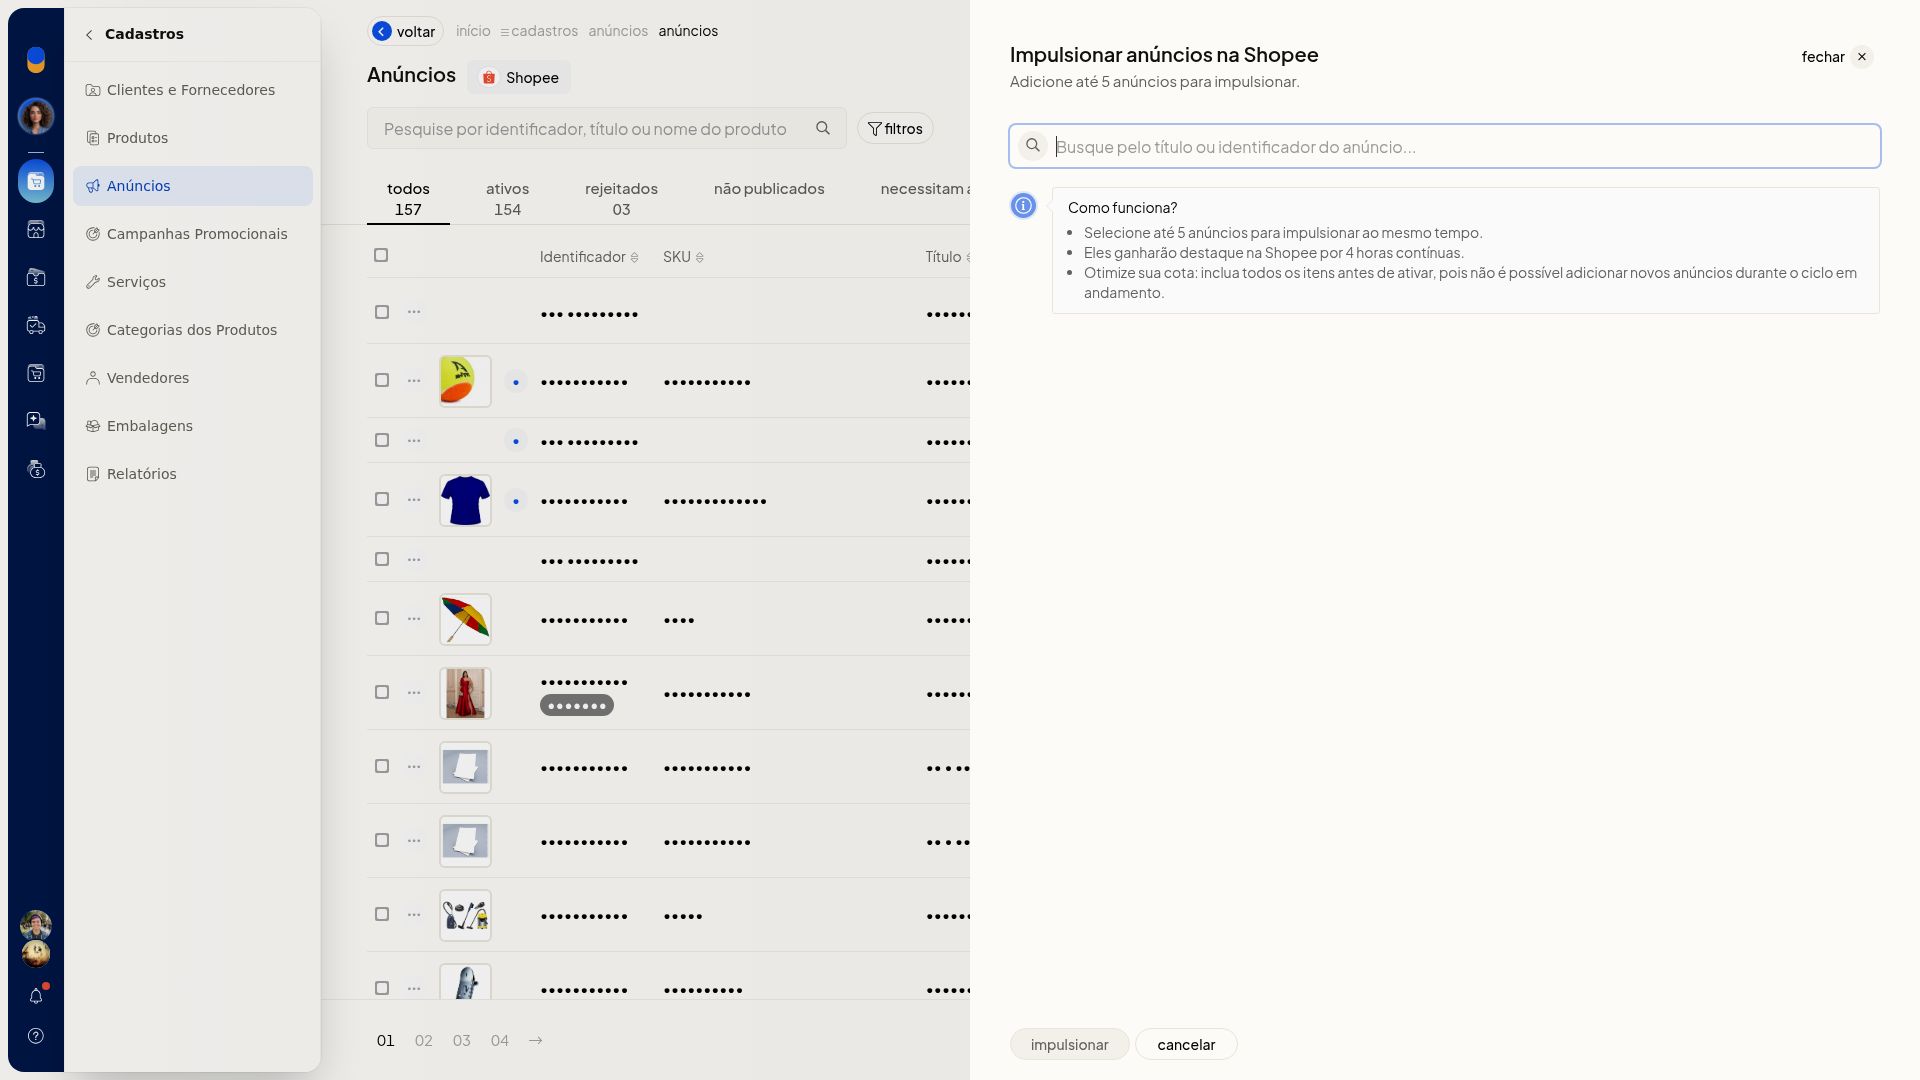 Cadastros
Clientes e Fornecedores
Produtos
Anúncios
Campanhas Promocionais
Serviços
Categorias dos Produtos
Vendedores
Embalagens
Relatórios
voltar início cadastros anúncios anúncios
Anúncios Shopee
Pesquise por identificador, título ou nome do produto filtros
todos ativos rejeitados não publicados necessitam a
157 154 03
Identificador SKU Título
01 02 03 04 →
Impulsionar anúncios na Shopee
fechar
Adicione até 5 anúncios para impulsionar.
Busque pelo título ou identificador do anúncio...
Como funciona?
• Selecione até 5 anúncios para impulsionar ao mesmo tempo.
• Eles ganharão destaque na Shopee por 4 horas contínuas.
• Otimize sua cota: inclua todos os itens antes de ativar, pois não é possível adicionar novos anúncios durante o ciclo em
andamento.
impulsionar cancelar